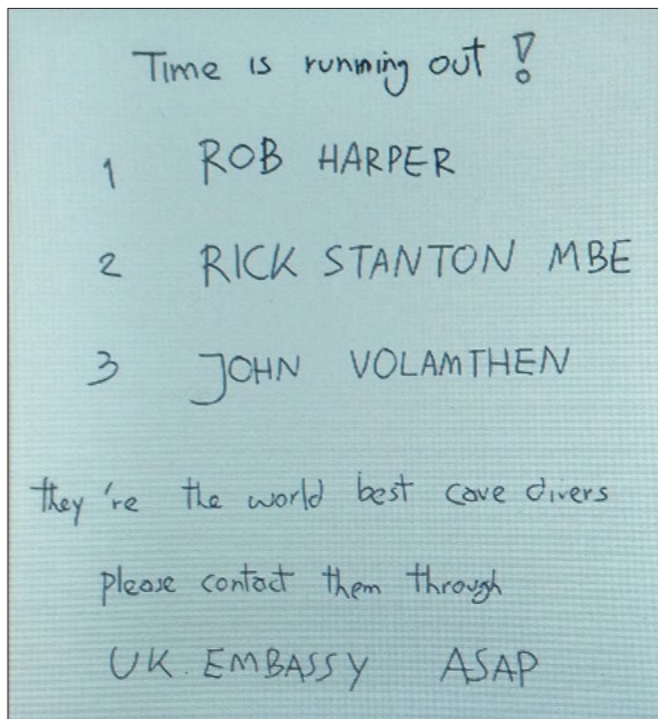 Time is running out !
1 ROB HARPER
2 RICK STANTON MBE
3 JOHN VOLAMTHEN
they're the world best cave divers
please contact them through
UK. EMBASSY ASAP